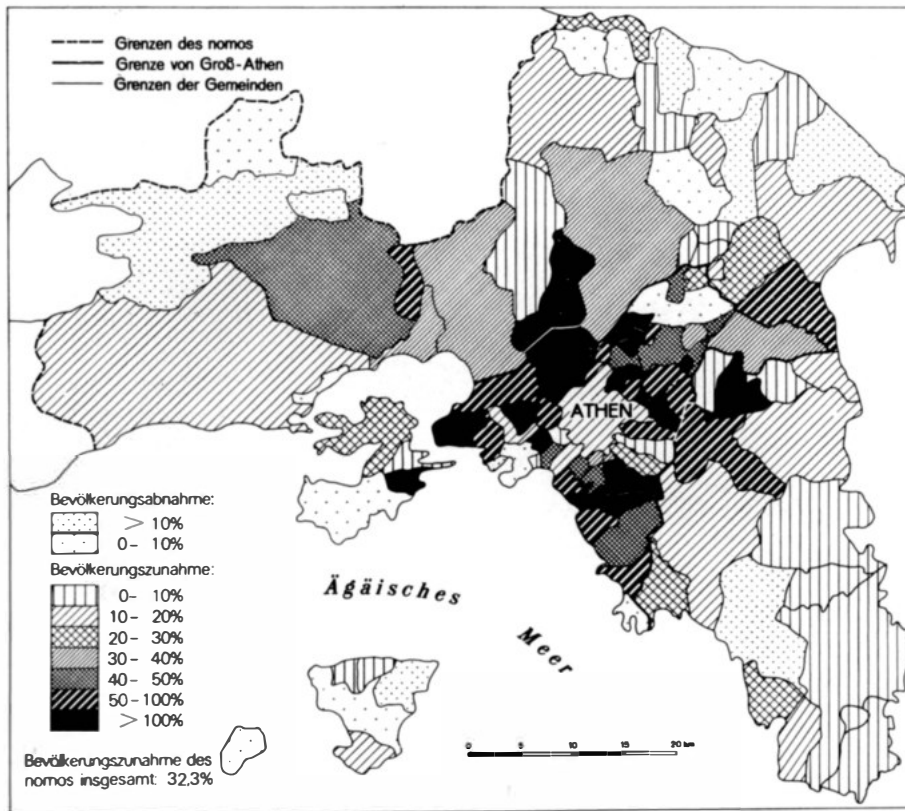 Grenzen des nomos
Grenze von Groß-Athen
Grenzen der Gemeinden
ATHEN
Bevölkerungsabnahme:
> 10%
0 - 10%
Bevölkerungszunahme:
0 - 10%
10 - 20%
20 - 30%
30 - 40%
40 - 50%
50 - 100%
> 100%
Bevölkerungszunahme des
nomos insgesamt: 32,3%
Ägäisches
Meer
0 5 10 15 20 km